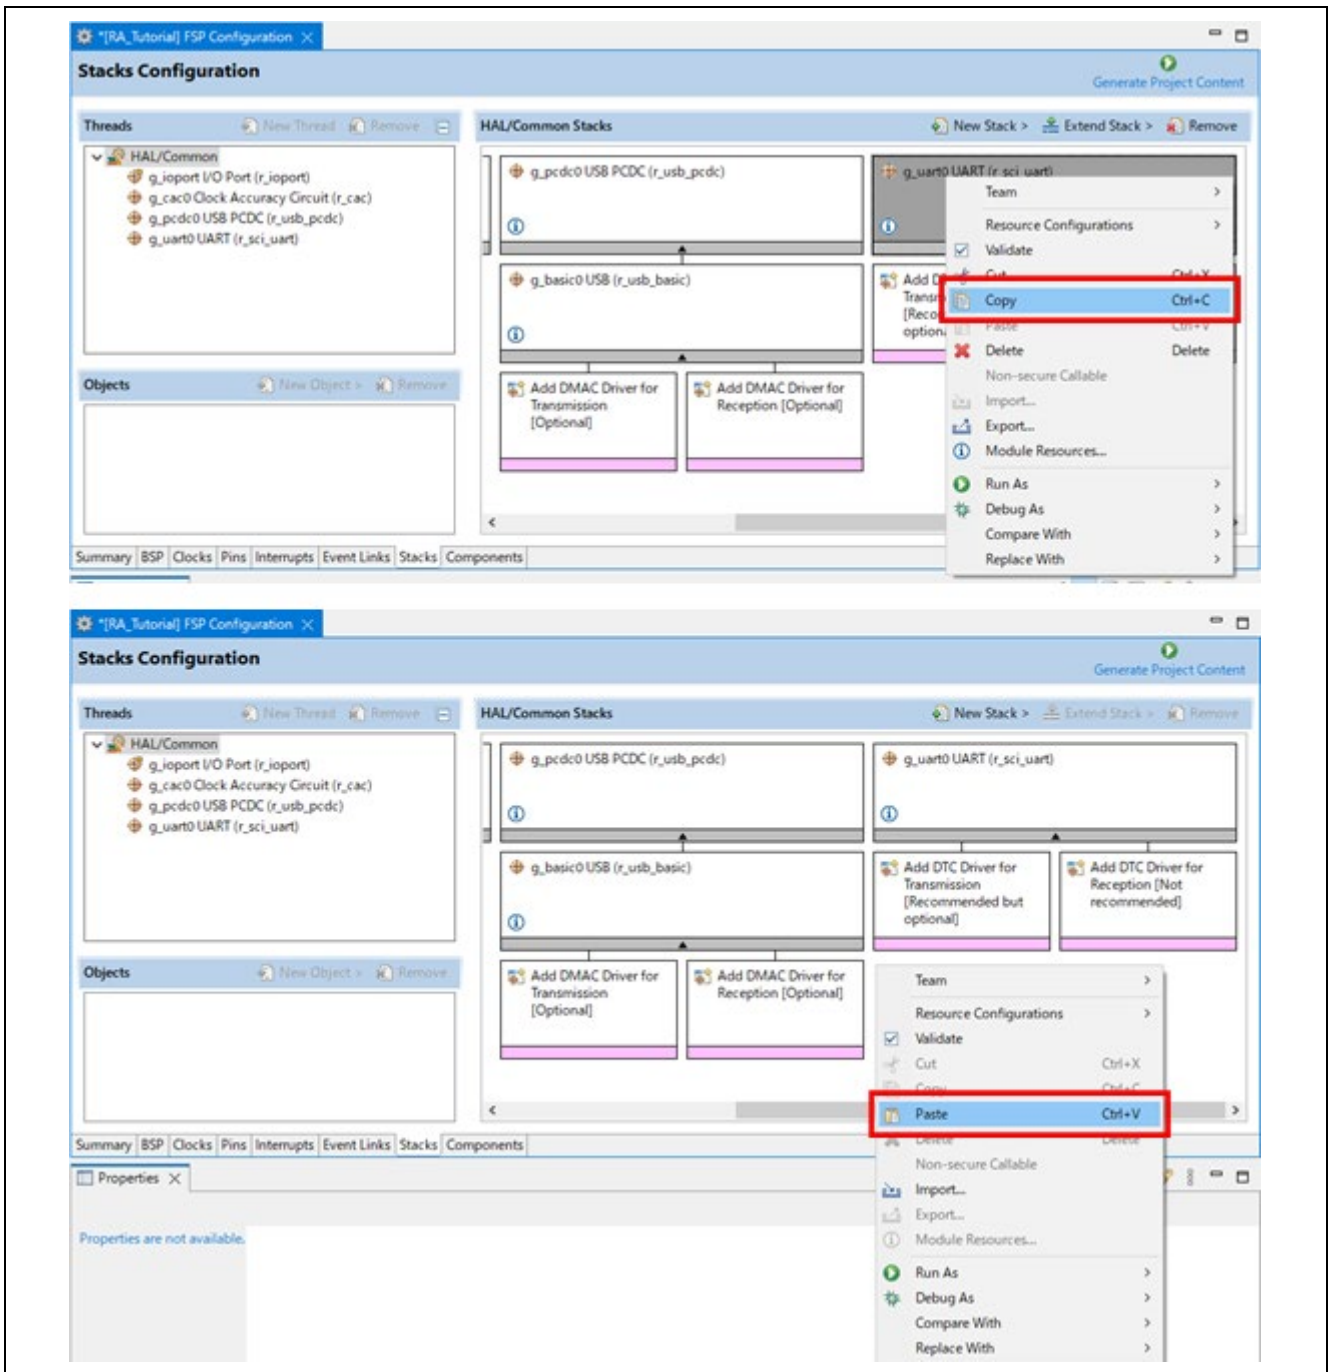 *[RA_Tutorial] FSP Configuration
Stacks Configuration
Generate Project Content
Threads
New Thread
Remove
HAL/Common
g_ioport I/O Port (r_ioport)
g_cac0 Clock Accuracy Circuit (r_cac)
g_pcdc0 USB PCDC (r_usb_pcdc)
g_uart0 UART (r_sci_uart)
Objects
New Object >
Remove
HAL/Common Stacks
New Stack >
Extend Stack >
Remove
g_pcdc0 USB PCDC (r_usb_pcdc)
g_uart0 UART (r_sci_uart)
g_basic0 USB (r_usb_basic)
Add D
Transm
[Reco
option
Add DMAC Driver for
Transmission
[Optional]
Add DMAC Driver for
Reception [Optional]
Team
Resource Configurations
Validate
Cut Ctrl+X
Copy Ctrl+C
Paste Ctrl+V
Delete Delete
Non-secure Callable
Import...
Export...
Module Resources...
Run As
Debug As
Compare With
Replace With
Summary BSP Clocks Pins Interrupts Event Links Stacks Components
*[RA_Tutorial] FSP Configuration
Stacks Configuration
Generate Project Content
Threads
New Thread
Remove
HAL/Common
g_ioport I/O Port (r_ioport)
g_cac0 Clock Accuracy Circuit (r_cac)
g_pcdc0 USB PCDC (r_usb_pcdc)
g_uart0 UART (r_sci_uart)
Objects
New Object >
Remove
HAL/Common Stacks
New Stack >
Extend Stack >
Remove
g_pcdc0 USB PCDC (r_usb_pcdc)
g_uart0 UART (r_sci_uart)
g_basic0 USB (r_usb_basic)
Add DTC Driver for
Transmission
[Recommended but
optional]
Add DTC Driver for
Reception [Not
recommended]
Add DMAC Driver for
Transmission
[Optional]
Add DMAC Driver for
Reception [Optional]
Team
Resource Configurations
Validate
Cut Ctrl+X
Copy Ctrl+C
Paste Ctrl+V
Delete Delete
Non-secure Callable
Import...
Export...
Module Resources...
Run As
Debug As
Compare With
Replace With
Summary BSP Clocks Pins Interrupts Event Links Stacks Components
Properties
Properties are not available.